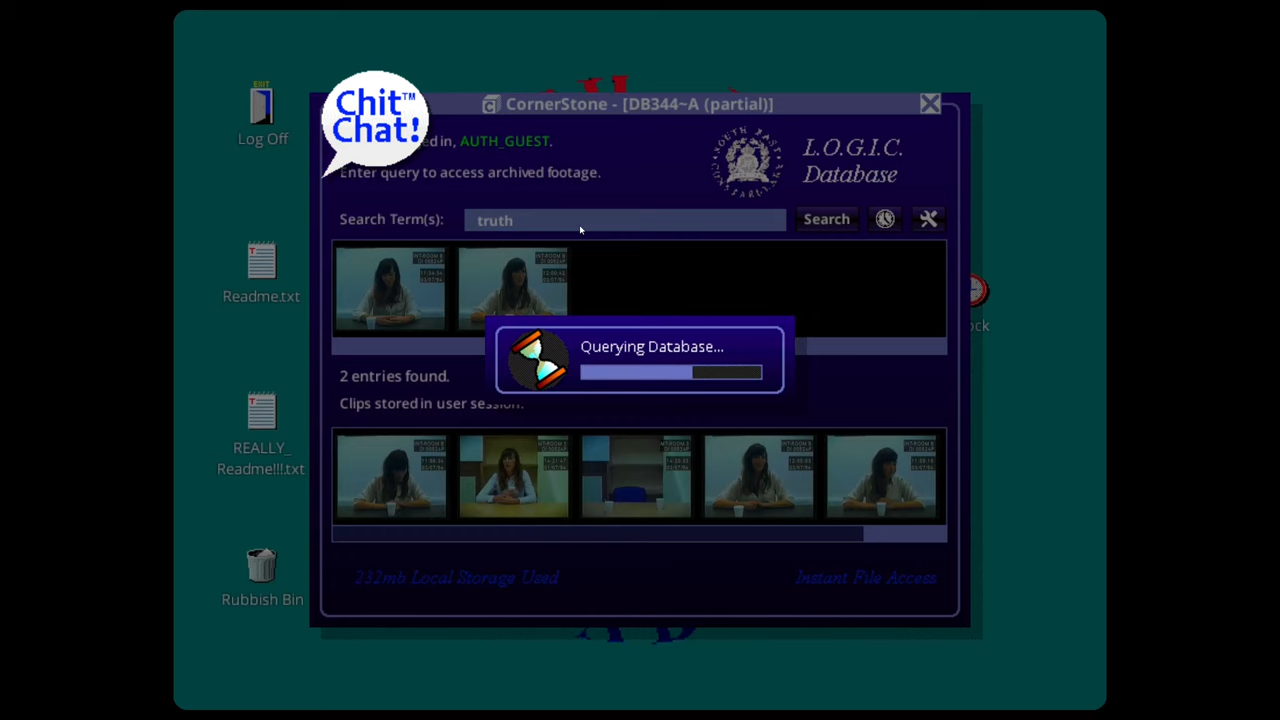 EXIT
Log Off
Readme.txt
REALLY_
Readme!!!.txt
Rubbish Bin
Chit™
Chat!
CornerStone - [DB344~A (partial)]
ed in, AUTH_GUEST.
Enter query to access archived footage.
L.O.G.I.C.
Database
Search Term(s):
truth
Search
Querying Database...
2 entries found.
Clips stored in user session.
232mb Local Storage Used
Instant File Access
ock